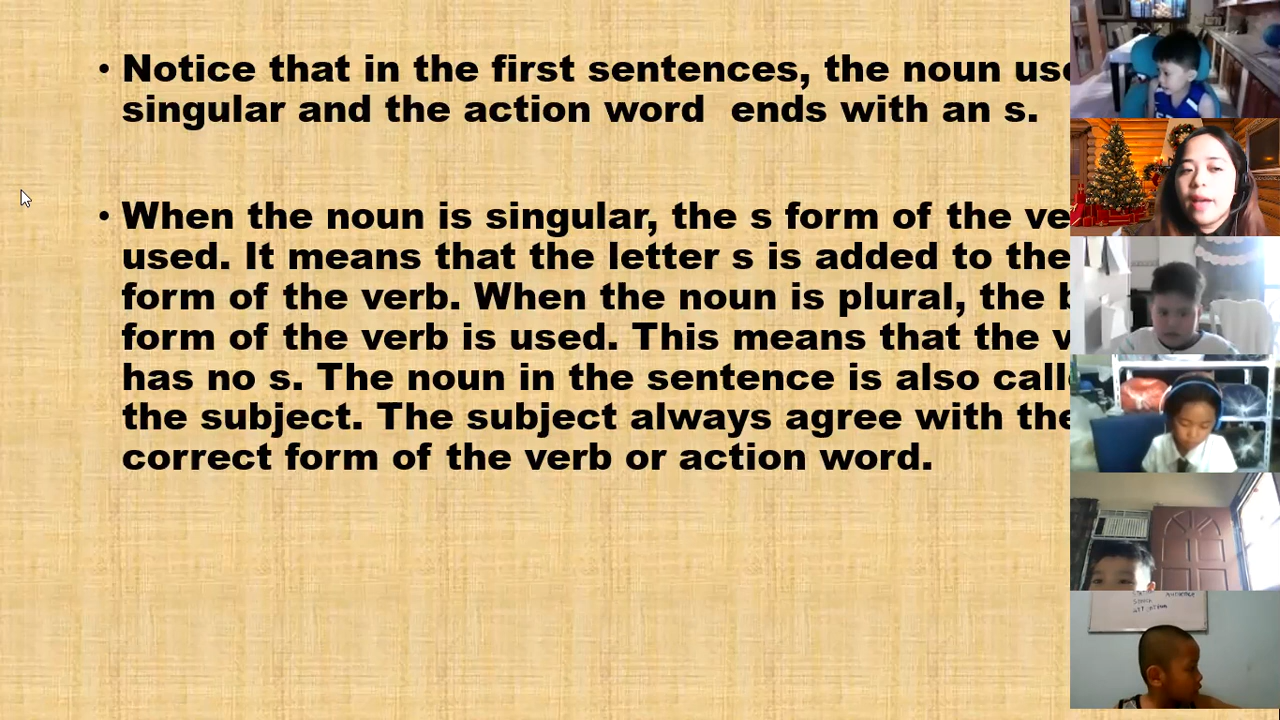 • Notice that in the first sentences, the noun
singular and the action word ends with an s.
• When the noun is singular, the s form of the
used. It means that the letter s is added to the
form of the verb. When the noun is plural, the
form of the verb is used. This means that the
has no s. The noun in the sentence is also
the subject. The subject always agree with the
correct form of the verb or action word.